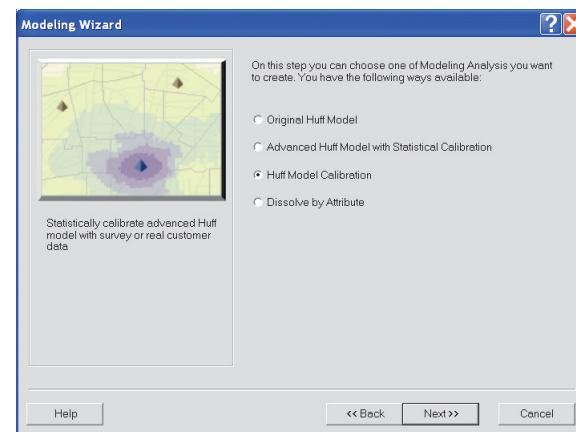 Modeling Wizard
?
On this step you can choose one of Modeling Analysis you want
to create. You have the following ways available:
Original Huff Model
Advanced Huff Model with Statistical Calibration
Huff Model Calibration
Dissolve by Attribute
Statistically calibrate advanced Huff
model with survey or real customer
data
Help
<< Back
Next >>
Cancel